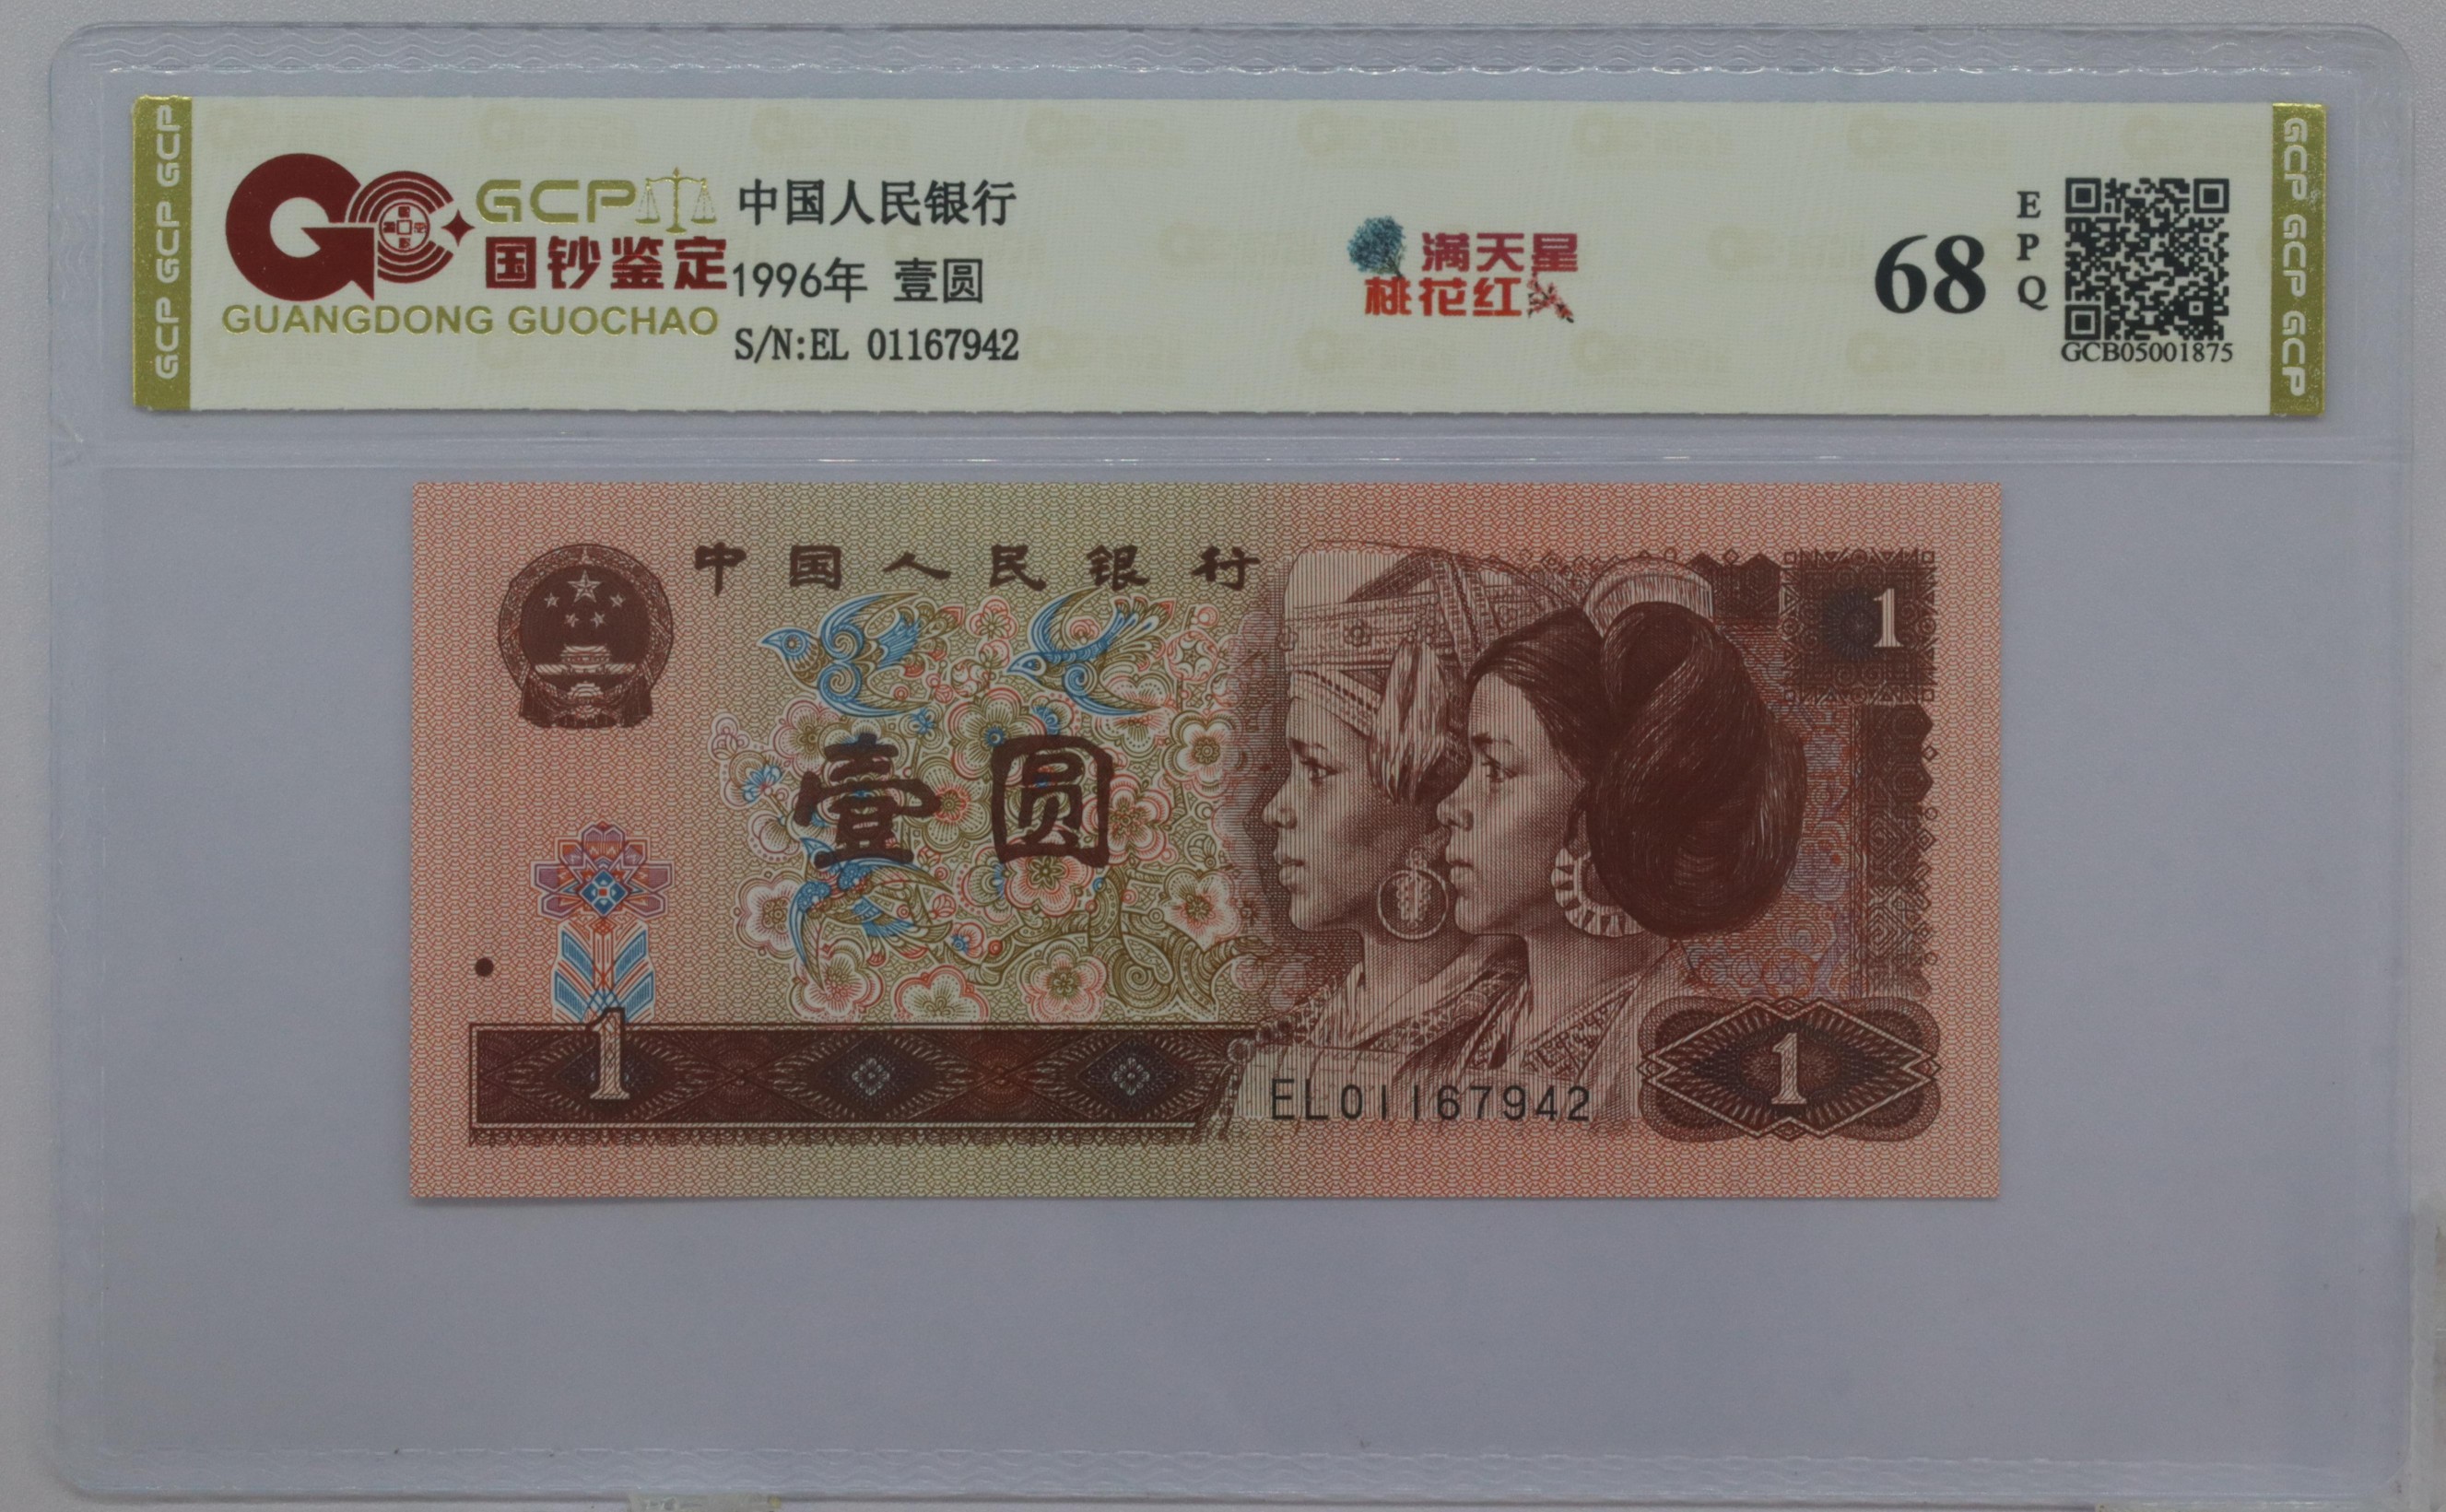 GCP GCP GCP
GCP
国钞鉴定
GUANGDONG GUOCHAO
中国人民银行
1996年 壹圆
S/N:EL 01167942
满天星
桃花红
68
EPQ
GCB05001875
GCP GCP GCP
中国人民银行
1
壹圆
1
EL01167942
1